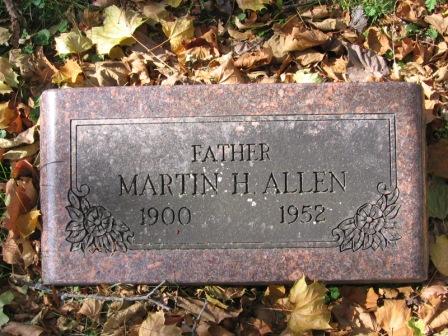 FATHER
MARTIN H. ALLEN
1900 1952